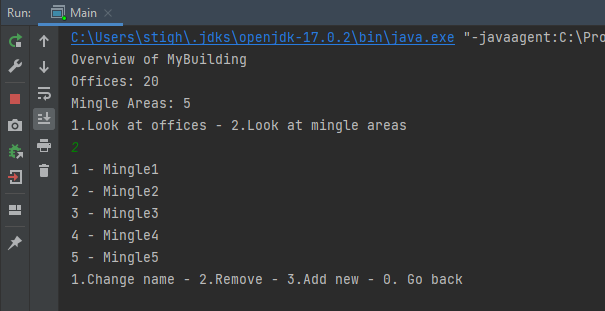 Run: Main
C:\Users\stigh\.jdks\openjdk-17.0.2\bin\java.exe "-javaagent:C:\Pro
Overview of MyBuilding
Offices: 20
Mingle Areas: 5
1.Look at offices - 2.Look at mingle areas
2
1 - Mingle1
2 - Mingle2
3 - Mingle3
4 - Mingle4
5 - Mingle5
1.Change name - 2.Remove - 3.Add new - 0. Go back